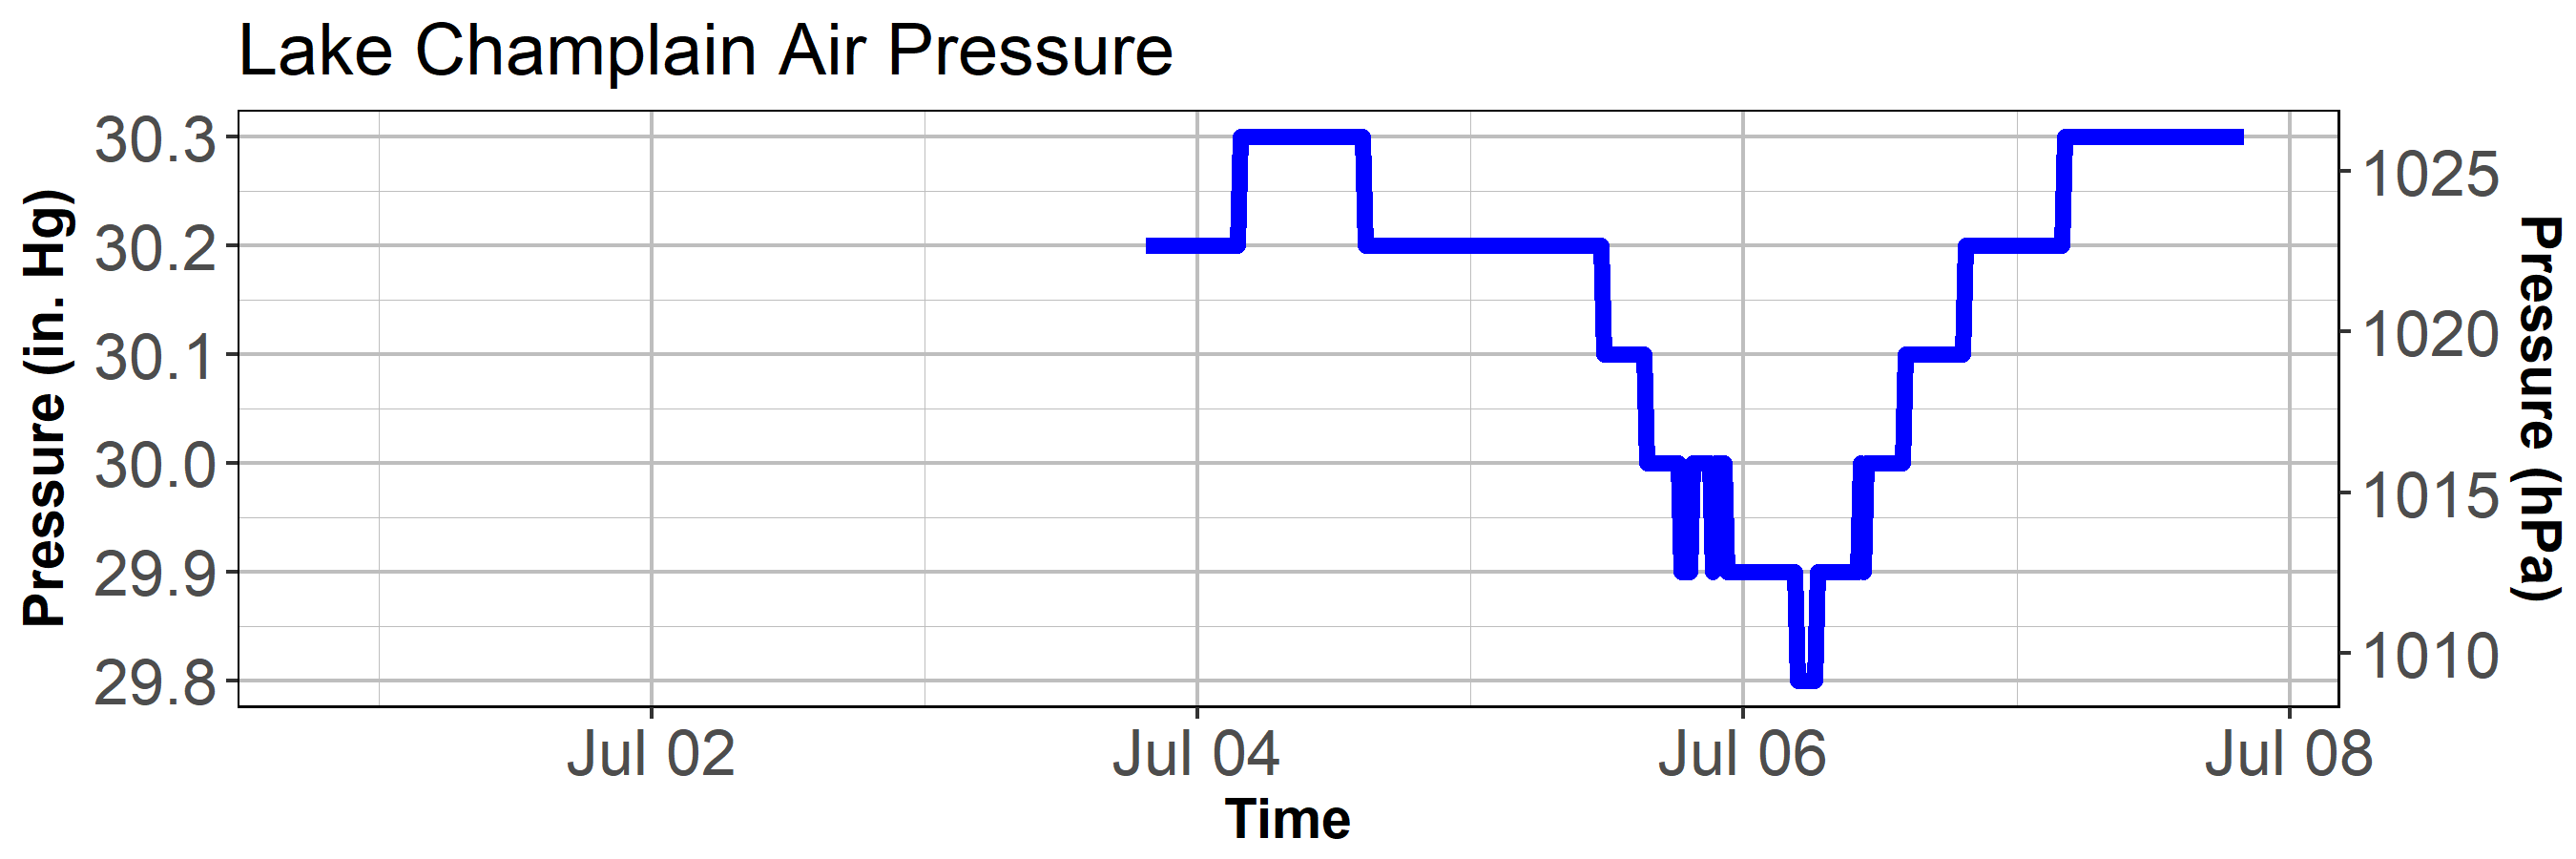 Lake Champlain Air Pressure
Pressure (in. Hg)
30.3
30.2
30.1
30.0
29.9
29.8
1025
1020
1015
1010
Pressure (hPa)
Jul 02 Jul 04 Jul 06 Jul 08
Time